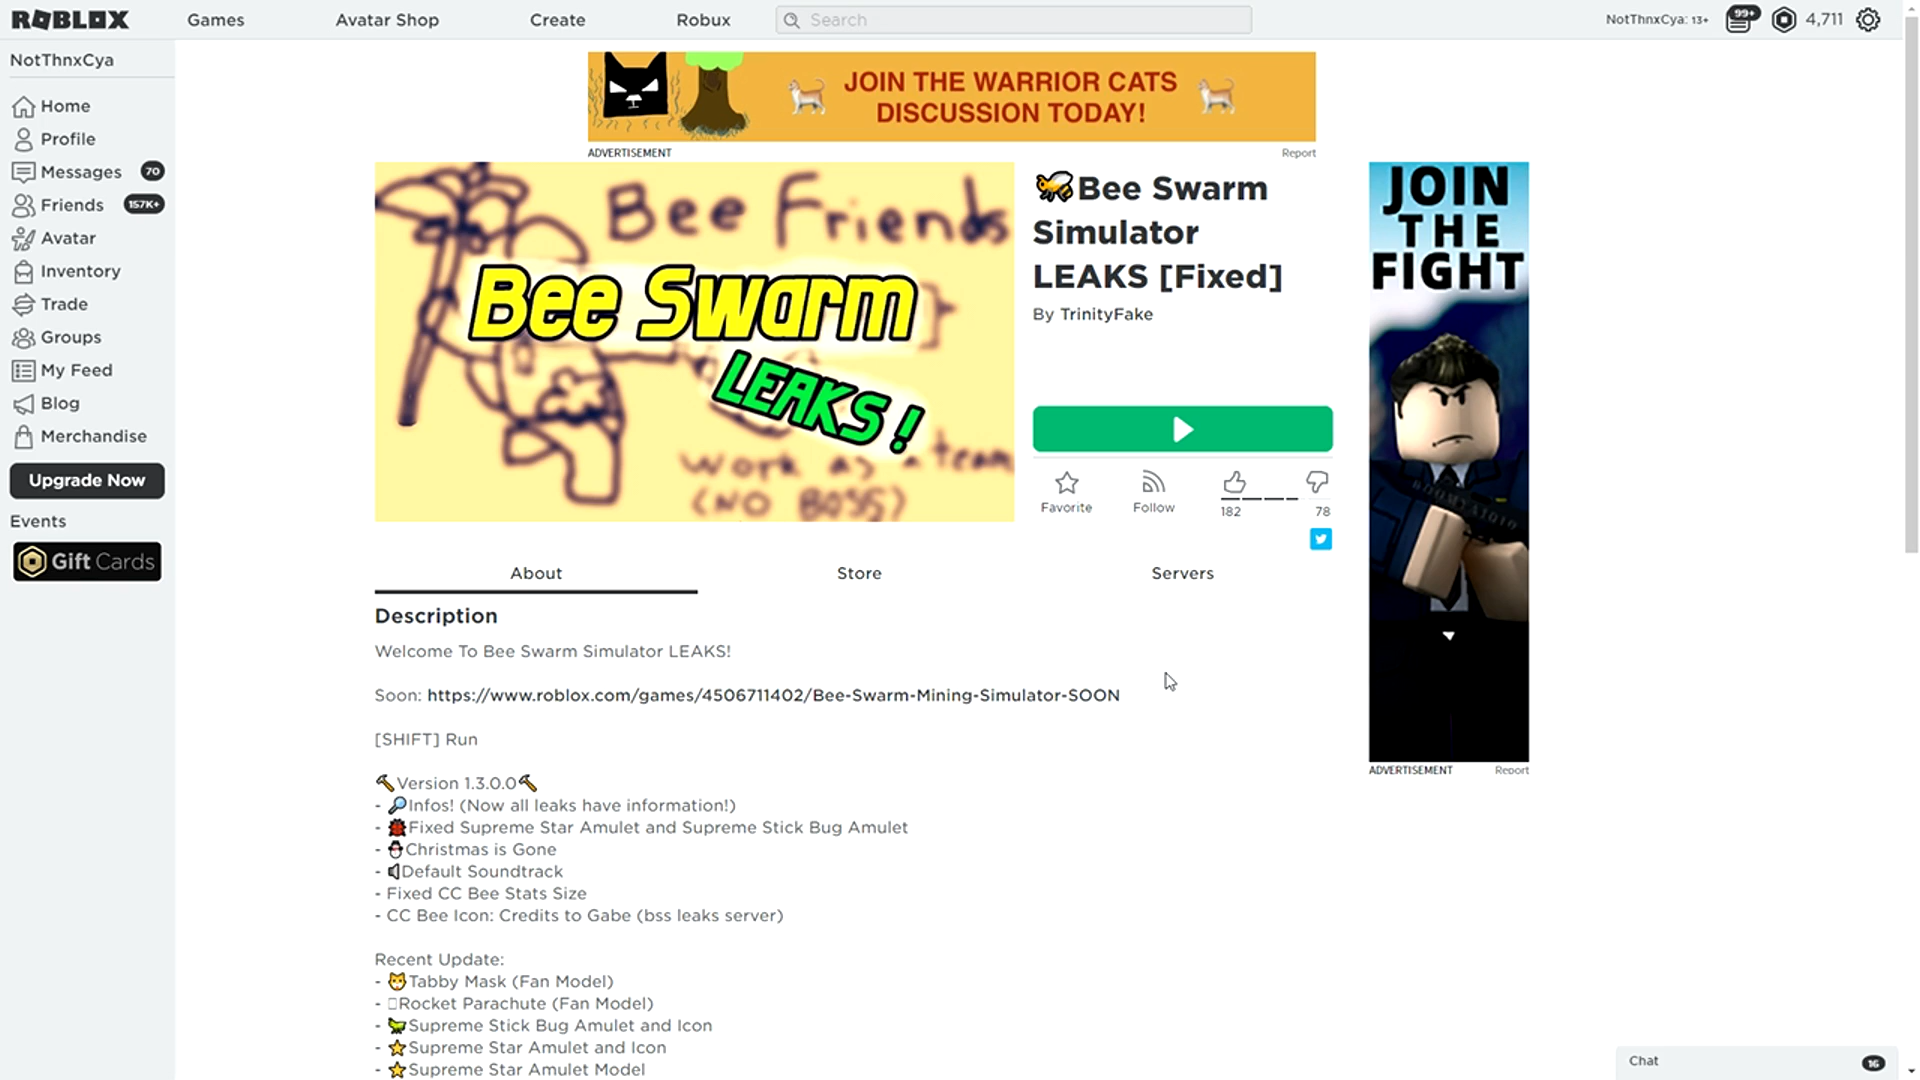 ROBLOX
Games
Avatar Shop
Create
Robux
Search
NotThnxCya: 13+
99+
4,711
NotThnxCya
Home
Profile
Messages
70
Friends
157K+
Avatar
Inventory
Trade
Groups
My Feed
Blog
Merchandise
Upgrade Now
Events
Gift Cards
JOIN THE WARRIOR CATS
DISCUSSION TODAY!
ADVERTISEMENT
Report
Bee Friends
Bee Swarm
LEAKS!
work as a team
(NO BOSS)
🐝Bee Swarm
Simulator
LEAKS [Fixed]
By TrinityFake
Favorite
Follow
182
78
JOIN
THE
FIGHT
ADVERTISEMENT
Report
About
Store
Servers
Description
Welcome To Bee Swarm Simulator LEAKS!
Soon: https://www.roblox.com/games/4506711402/Bee-Swarm-Mining-Simulator-SOON
[SHIFT] Run
🔨Version 1.3.0.0🔨
- 🔎Infos! (Now all leaks have information!)
- 🐞Fixed Supreme Star Amulet and Supreme Stick Bug Amulet
- ⛄Christmas is Gone
- 🔈Default Soundtrack
- Fixed CC Bee Stats Size
- CC Bee Icon: Credits to Gabe (bss leaks server)
Recent Update:
- 🐱Tabby Mask (Fan Model)
- Rocket Parachute (Fan Model)
- 🦗Supreme Stick Bug Amulet and Icon
- ⭐Supreme Star Amulet and Icon
- ⭐Supreme Star Amulet Model
Chat
16